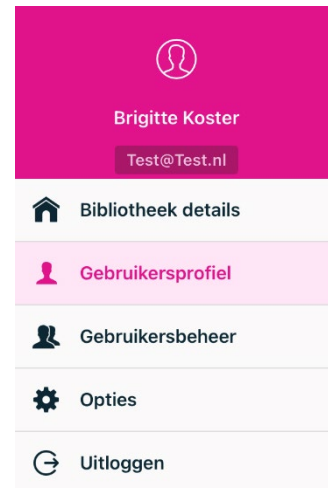 Brigitte Koster
Test@Test.nl
Bibliotheek details
Gebruikersprofiel
Gebruikersbeheer
Opties
Uitloggen